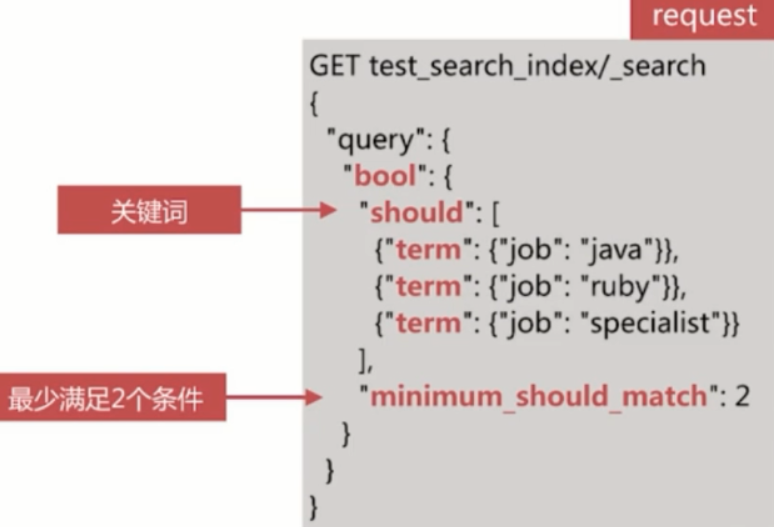 request
GET test_search_index/_search
{
"query": {
"bool": {
关键词
"should": [
{"term": {"job": "java"}},
{"term": {"job": "ruby"}},
{"term": {"job": "specialist"}}
],
最少满足2个条件
"minimum_should_match": 2
}
}
}